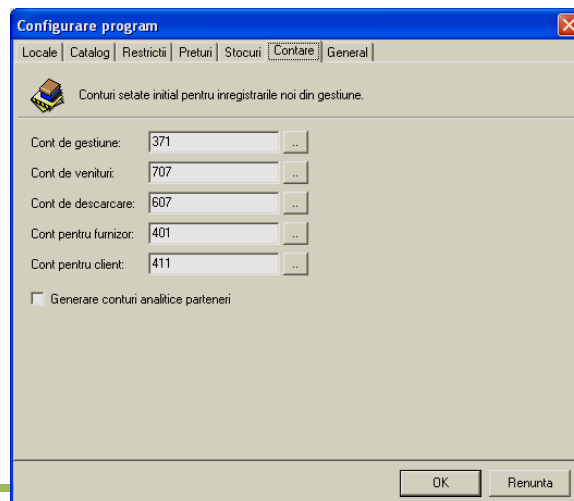 Configurare program
Locale Catalog Restrictii Preturi Stocuri Contare General
Conturi setate initial pentru inregistrarile noi din gestiune.
Cont de gestiune: 371 ..
Cont de venituri: 707 ..
Cont de descarcare: 607 ..
Cont pentru furnizor: 401 ..
Cont pentru client: 411 ..
Generare conturi analitice parteneri
OK Renunta